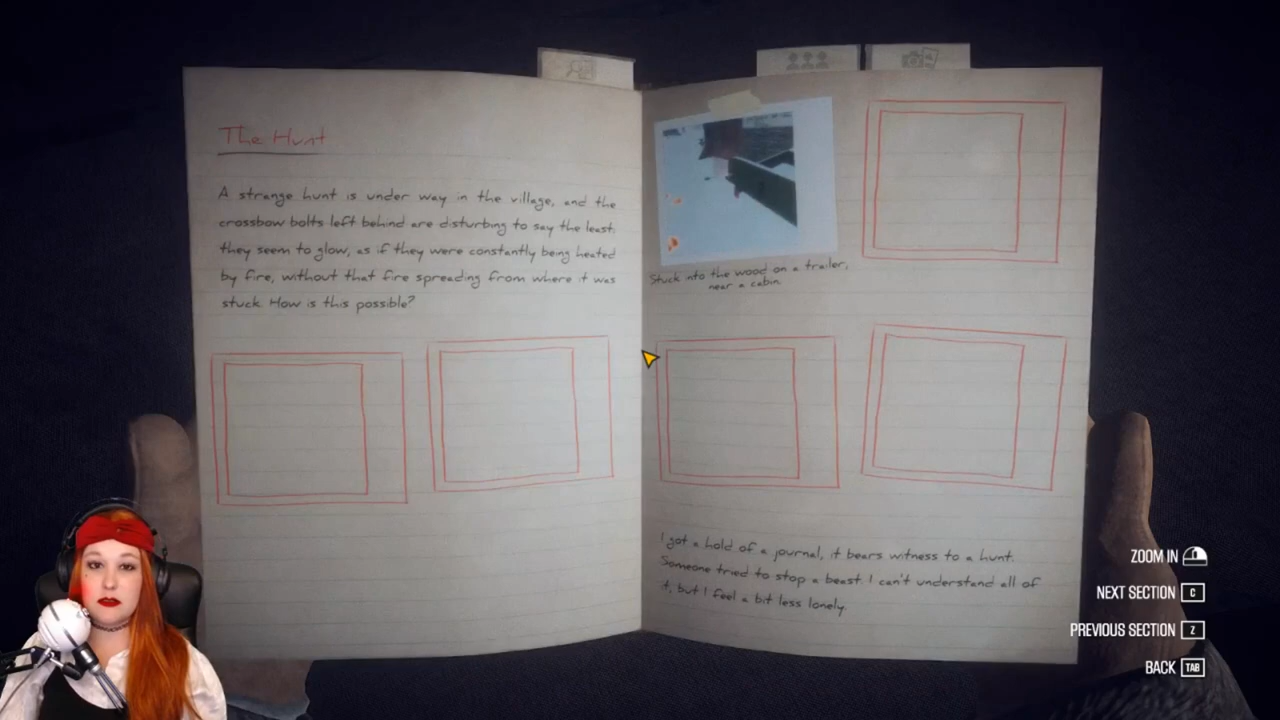 The Hunt
A strange hunt is under way in the village, and the
crossbow bolts left behind are disturbing to say the least:
they seem to glow, as if they were constantly being heated
by fire, without that fire spreading from where it was
stuck. How is this possible?
Stuck into the wood on a trailer,
near a cabin.
I got a hold of a journal, it bears witness to a hunt.
Someone tried to stop a beast. I can't understand all of
it, but I feel a bit less lonely.
ZOOM IN
NEXT SECTION C
PREVIOUS SECTION Z
BACK TAB